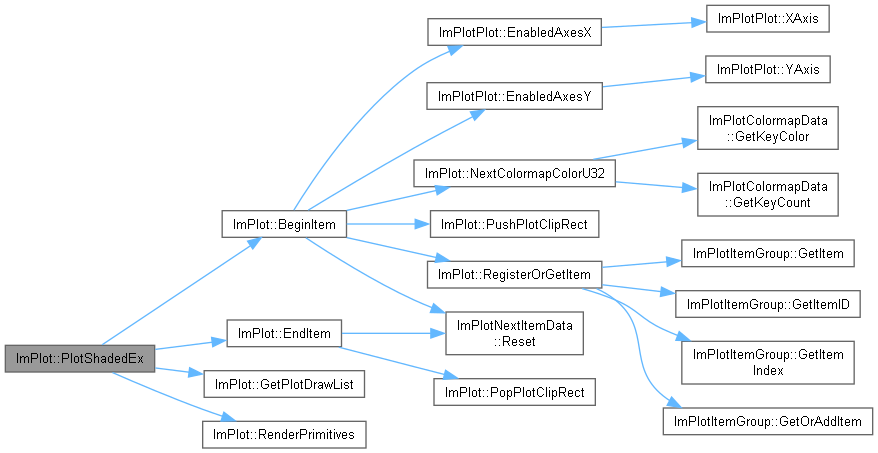 ImPlotPlot::XAxis
ImPlotPlot::EnabledAxesX
ImPlotPlot::YAxis
ImPlotPlot::EnabledAxesY
ImPlotColormapData
::GetKeyColor
ImPlot::NextColormapColorU32
ImPlotColormapData
::GetKeyCount
ImPlot::BeginItem
ImPlot::PushPlotClipRect
ImPlotItemGroup::GetItem
ImPlot::RegisterOrGetItem
ImPlotItemGroup::GetItemID
ImPlotNextItemData
::Reset
ImPlot::EndItem
ImPlot::PlotShadedEx
ImPlotItemGroup::GetItem
Index
ImPlot::GetPlotDrawList
ImPlot::PopPlotClipRect
ImPlotItemGroup::GetOrAddItem
ImPlot::RenderPrimitives